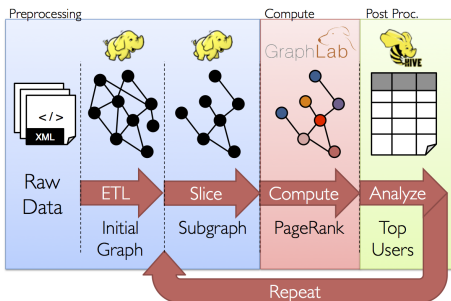 Preprocessing
Compute
Post Proc.
GraphLab
HIVE
</>
XML
Raw
Data
ETL
Slice
Compute
Analyze
Initial
Graph
Subgraph
PageRank
Top
Users
Repeat